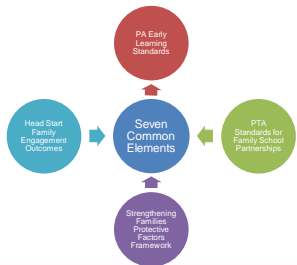 PA Early
Learning
Standards
Head Start
Family
Engagement
Outcomes
Seven
Common
Elements
PTA
Standards for
Family School
Partnerships
Strengthening
Families
Protective
Factors
Framework